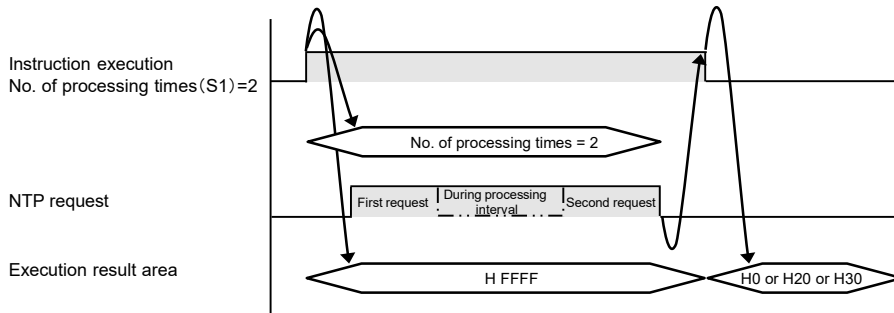 Instruction execution
No. of processing times（S1）=2
No. of processing times = 2
NTP request
First request
During processing
interval
Second request
Execution result area
H FFFF
H0 or H20 or H30